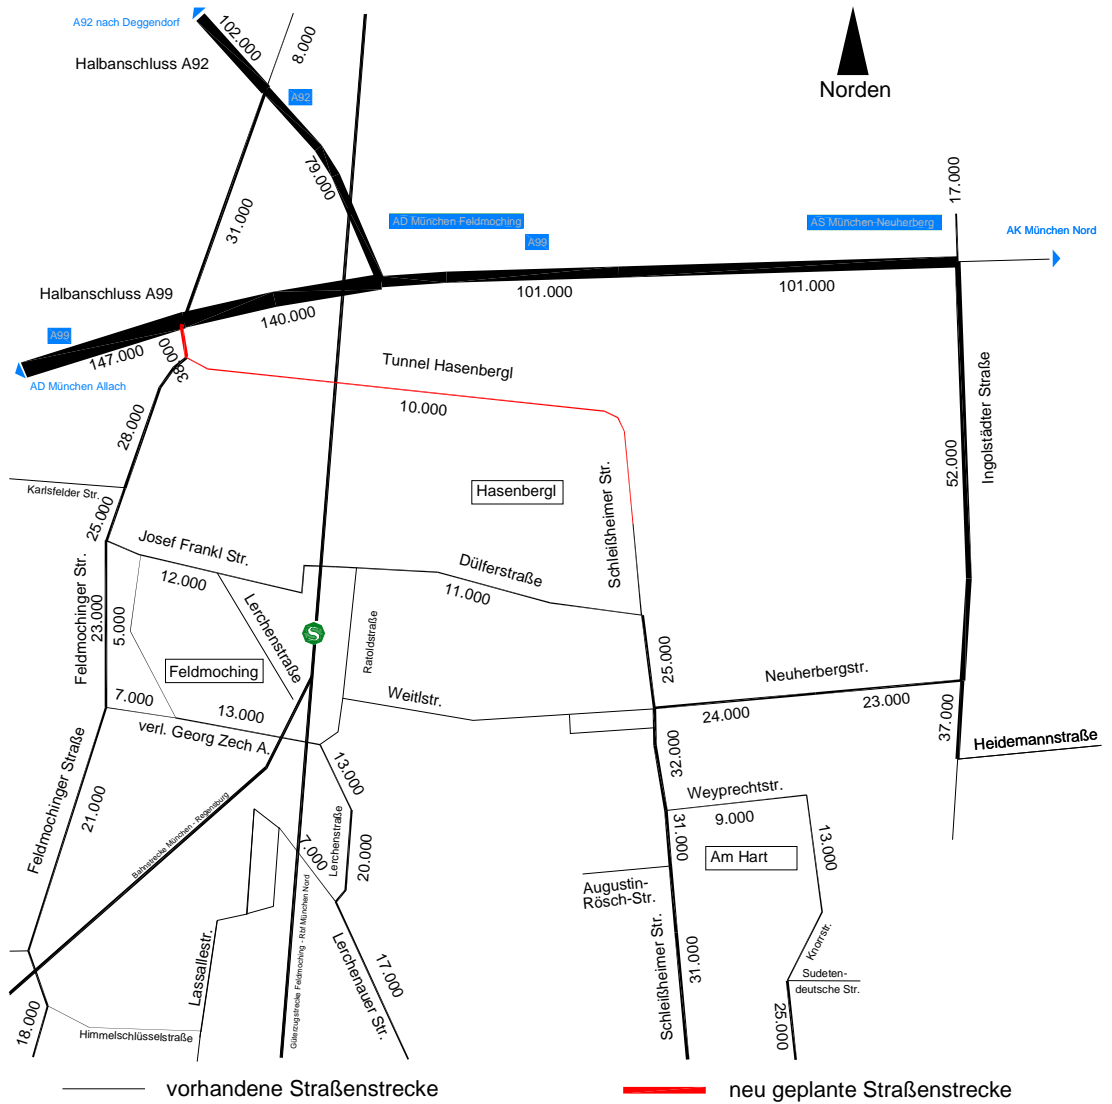 A92 nach Deggendorf
102.000
8.000
Halbanschluss A92
A92
Norden
79.000
31.000
17.000
AD München Feldmoching
AS München-Neuherberg
AK München Nord
A99
Halbanschluss A99
101.000
101.000
140.000
A99
147.000
38.000
AD München Allach
Tunnel Hasenbergl
10.000
Ingolstädter Straße
28.000
52.000
Karlsfelder Str.
Hasenbergl
Schleißheimer Str.
25.000
Josef Frankl Str.
12.000
Dülferstraße
11.000
Feldmochinger Str.
23.000
5.000
Lerchenstraße
S
Ratoldstraße
25.000
Feldmoching
Neuherbergstr.
7.000
13.000
Weitlstr.
24.000
23.000
37.000
verl. Georg Zech A.
Heidemannstraße
Feldmochinger Straße
21.000
13.000
32.000
Weyprechtstr.
9.000
Bahnstrecke München - Regensburg
7.000
Lerchenstraße
20.000
31.000
13.000
Am Hart
Augustin-
Rösch-Str.
Güterzugstrecke Feldmoching - Rbf München Nord
Lassallestr.
Lerchenauer Str.
17.000
Schleißheimer Str.
31.000
Knorrstr.
Sudeten-
deutsche Str.
25.000
18.000
Himmelschlüsselstraße
vorhandene Straßenstrecke
neu geplante Straßenstrecke